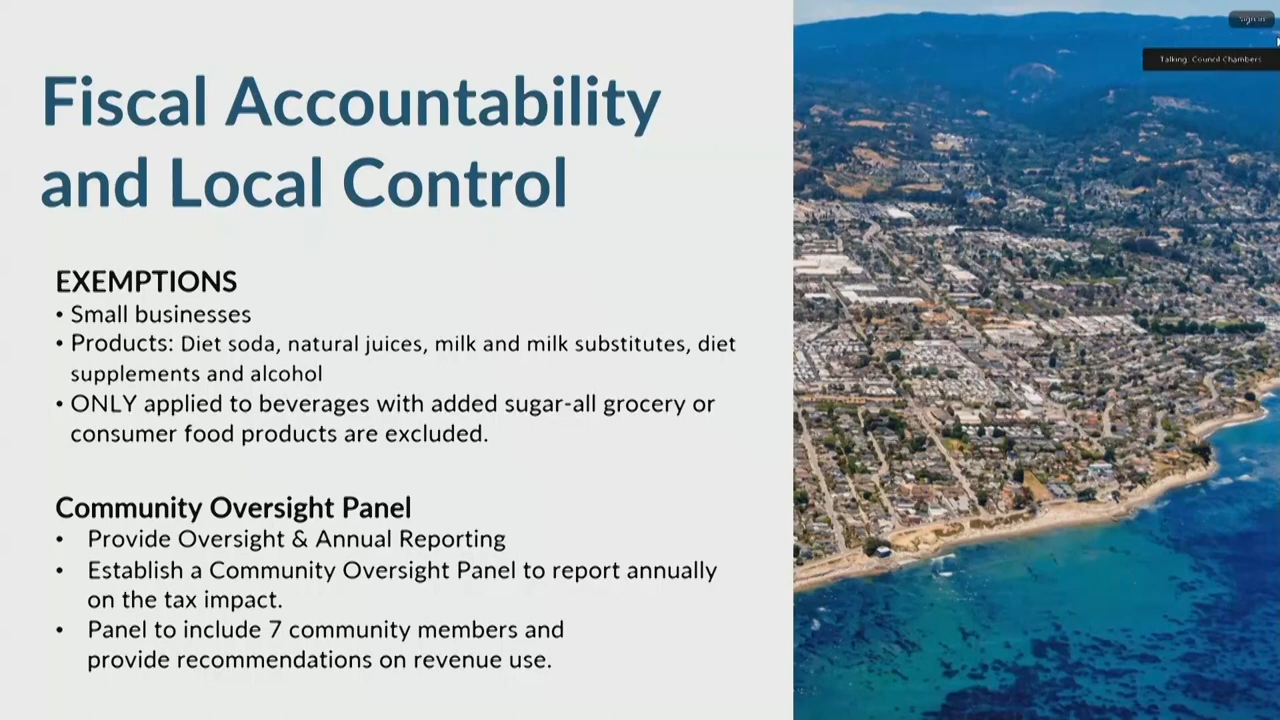 Sign in
Talking: Council Chambers
Fiscal Accountability
and Local Control
EXEMPTIONS
• Small businesses
• Products: Diet soda, natural juices, milk and milk substitutes, diet
supplements and alcohol
• ONLY applied to beverages with added sugar-all grocery or
consumer food products are excluded.
Community Oversight Panel
• Provide Oversight & Annual Reporting
• Establish a Community Oversight Panel to report annually
on the tax impact.
• Panel to include 7 community members and
provide recommendations on revenue use.